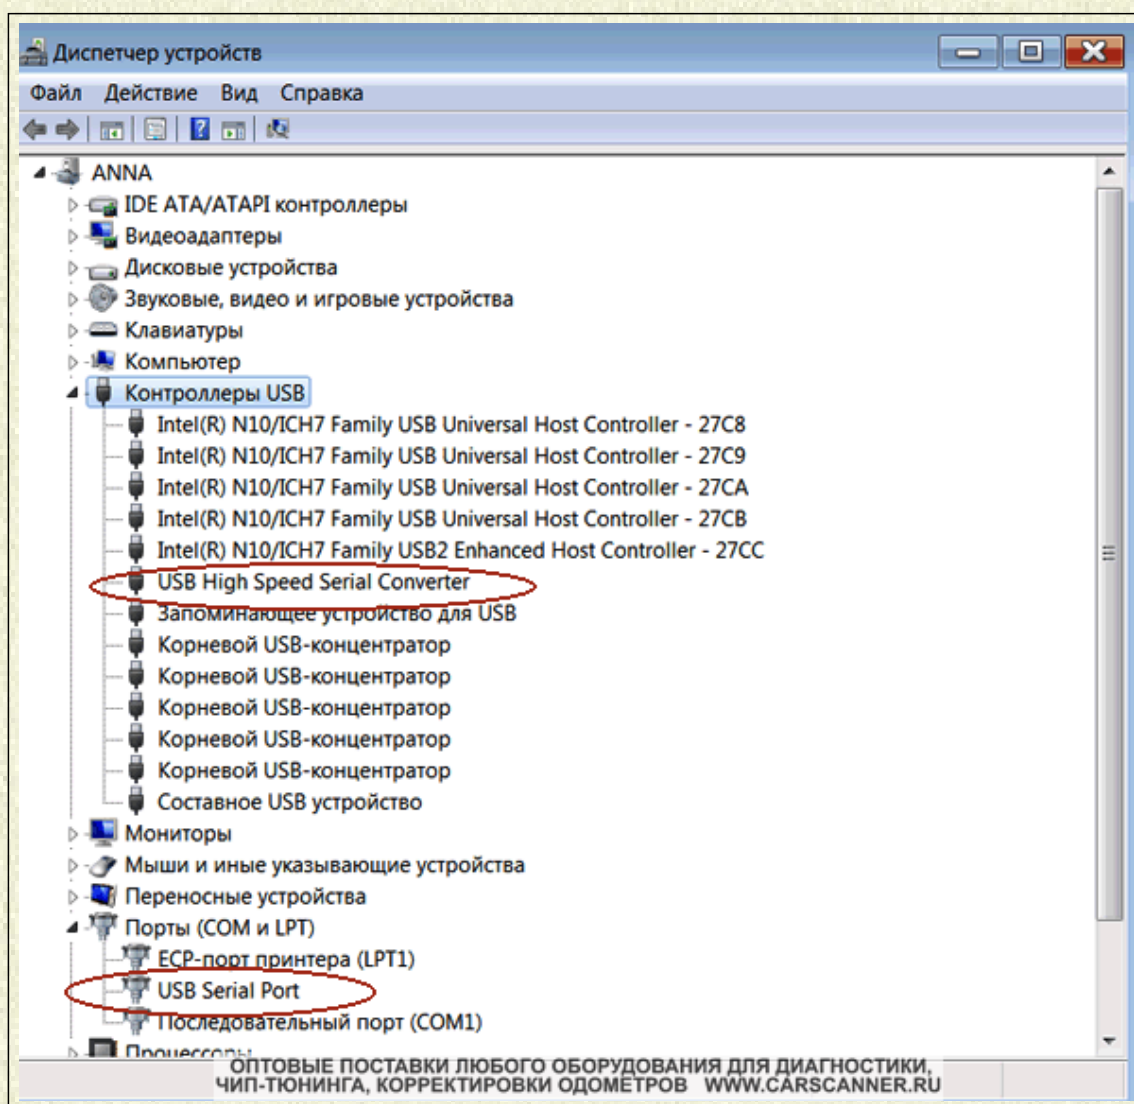 Диспетчер устройств
Файл Действие Вид Справка
ANNA
IDE ATA/ATAPI контроллеры
Видеоадаптеры
Дисковые устройства
Звуковые, видео и игровые устройства
Клавиатуры
Компьютер
Контроллеры USB
Intel(R) N10/ICH7 Family USB Universal Host Controller - 27C8
Intel(R) N10/ICH7 Family USB Universal Host Controller - 27C9
Intel(R) N10/ICH7 Family USB Universal Host Controller - 27CA
Intel(R) N10/ICH7 Family USB Universal Host Controller - 27CB
Intel(R) N10/ICH7 Family USB2 Enhanced Host Controller - 27CC
USB High Speed Serial Converter
Запоминающее устройство для USB
Корневой USB-концентратор
Корневой USB-концентратор
Корневой USB-концентратор
Корневой USB-концентратор
Корневой USB-концентратор
Составное USB устройство
Мониторы
Мыши и иные указывающие устройства
Переносные устройства
Порты (COM и LPT)
ECP-порт принтера (LPT1)
USB Serial Port
Последовательный порт (COM1)
Процессоры
ОПТОВЫЕ ПОСТАВКИ ЛЮБОГО ОБОРУДОВАНИЯ ДЛЯ ДИАГНОСТИКИ,
ЧИП-ТЮНИНГА, КОРРЕКТИРОВКИ ОДОМЕТРОВ WWW.CARSCANNER.RU